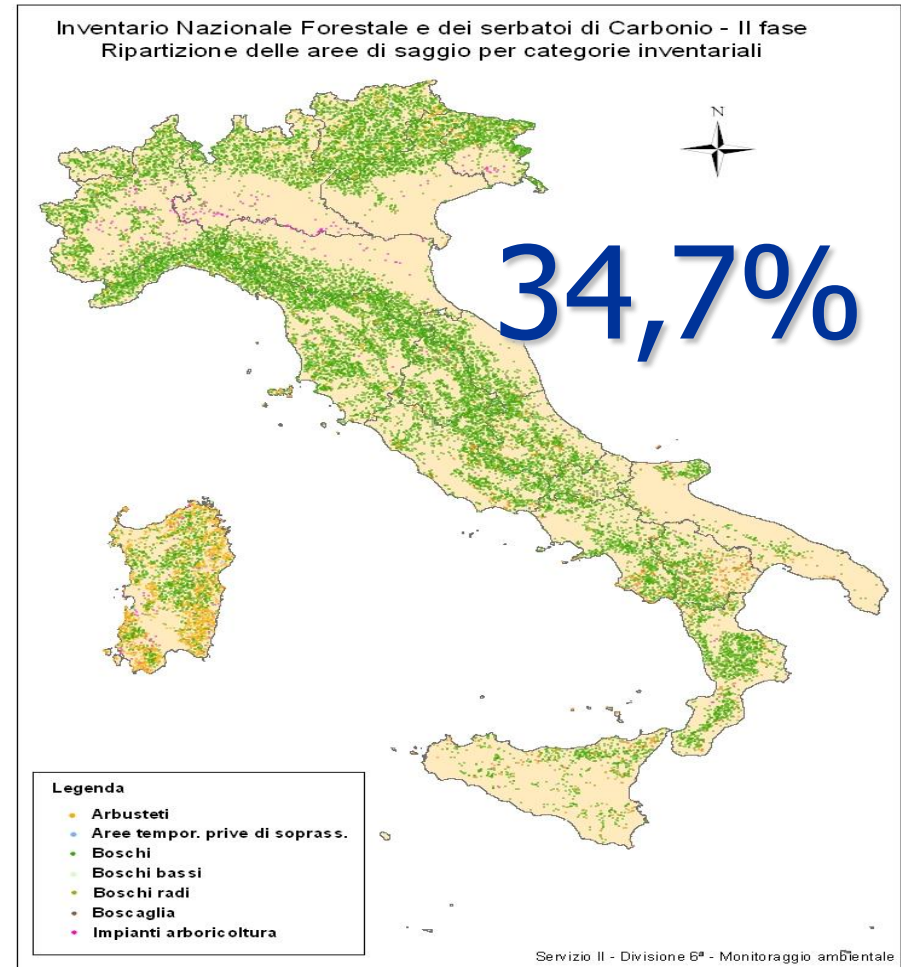 Inventario Nazionale Forestale e dei serbatoi di Carbonio - II fase
Ripartizione delle aree di saggio per categorie inventariali
N
34,7%
Legenda
Arbusteti
Aree tempor. prive di soprass.
Boschi
Boschi bassi
Boschi radi
Boscaglia
Impianti arboricoltura
Servizio II - Divisione 6ª - Monitoraggio ambientale